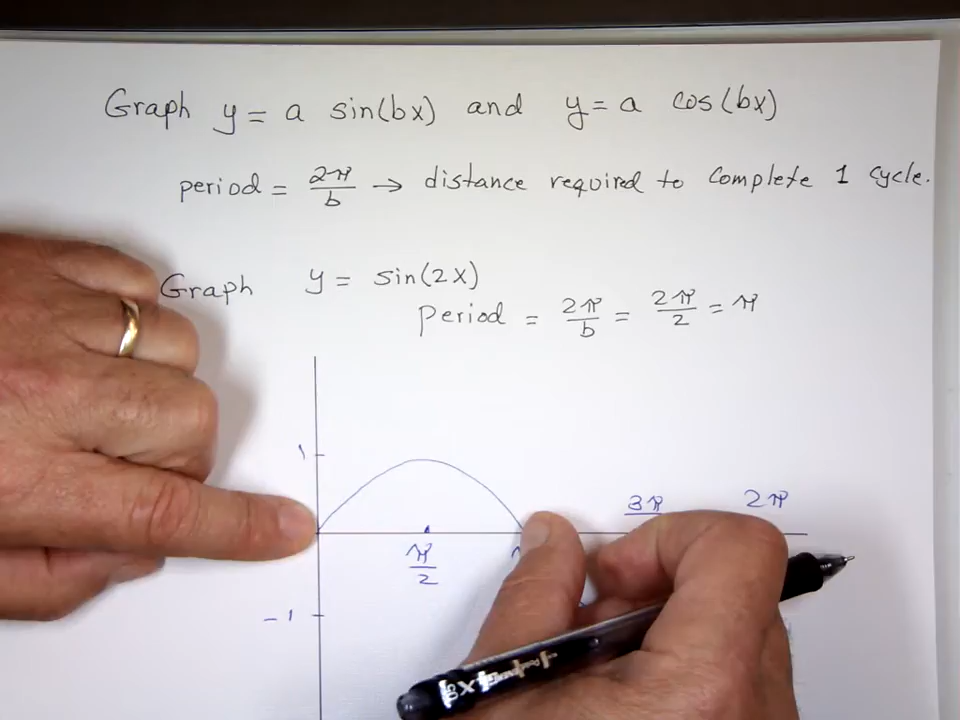 Graph y = a sin(bx) and y = a cos(bx)
period = 2π/b → distance required to complete 1 cycle.
Graph y = sin(2x)
period = 2π/b = 2π/2 = π
1
3π
2π
π/2
-1